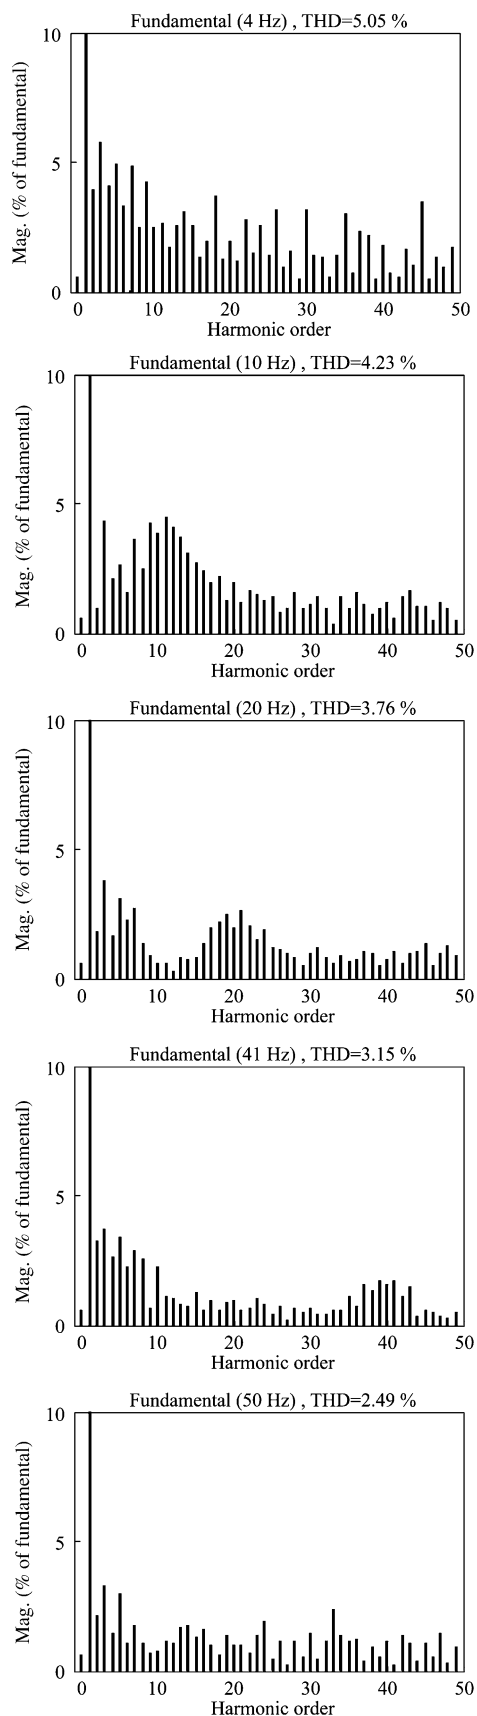 Fundamental (4 Hz) , THD=5.05 %
10
5
0
Mag. (% of fundamental)
0 10 20 30 40 50
Harmonic order
Fundamental (10 Hz) , THD=4.23 %
10
5
0
Mag. (% of fundamental)
0 10 20 30 40 50
Harmonic order
Fundamental (20 Hz) , THD=3.76 %
10
5
0
Mag. (% of fundamental)
0 10 20 30 40 50
Harmonic order
Fundamental (41 Hz) , THD=3.15 %
10
5
0
Mag. (% of fundamental)
0 10 20 30 40 50
Harmonic order
Fundamental (50 Hz) , THD=2.49 %
10
5
0
Mag. (% of fundamental)
0 10 20 30 40 50
Harmonic order